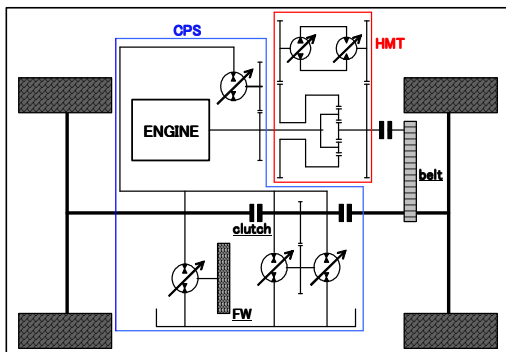 CPS
HMT
ENGINE
belt
clutch
FW